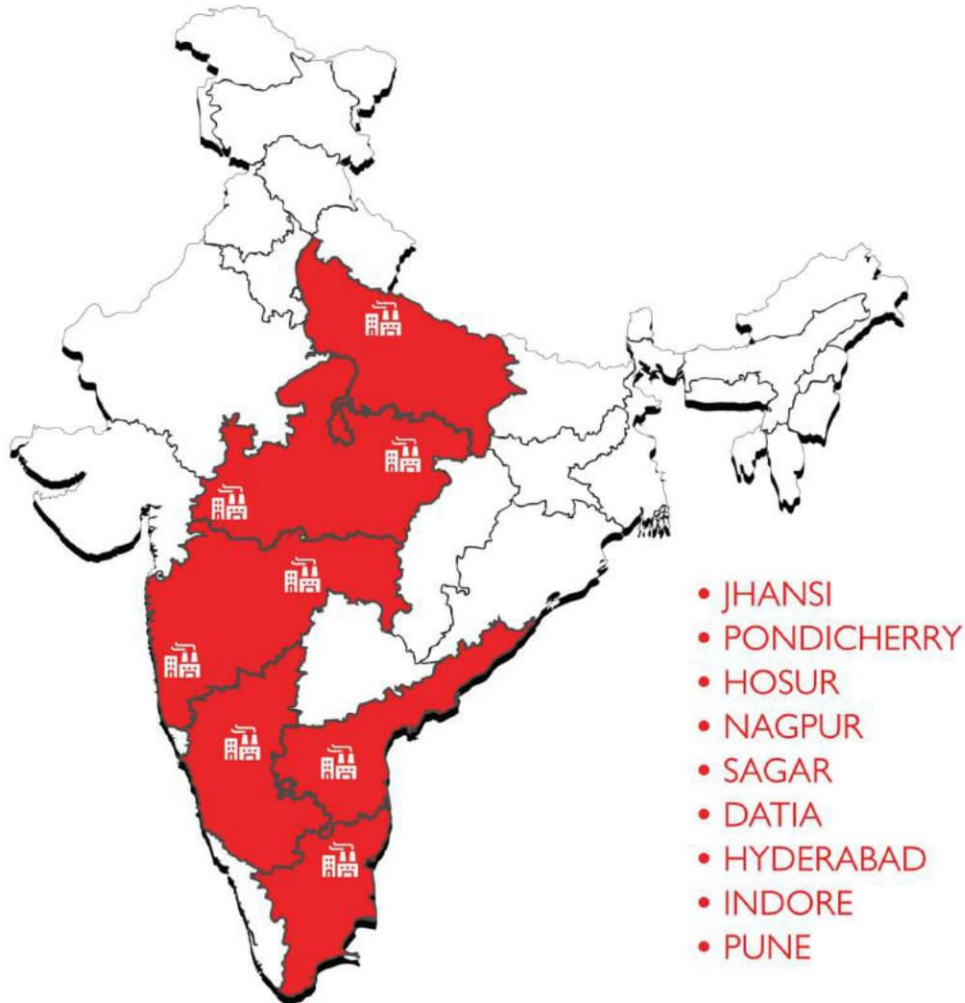 • JHANSI
• PONDICHERRY
• HOSUR
• NAGPUR
• SAGAR
• DATIA
• HYDERABAD
• INDORE
• PUNE